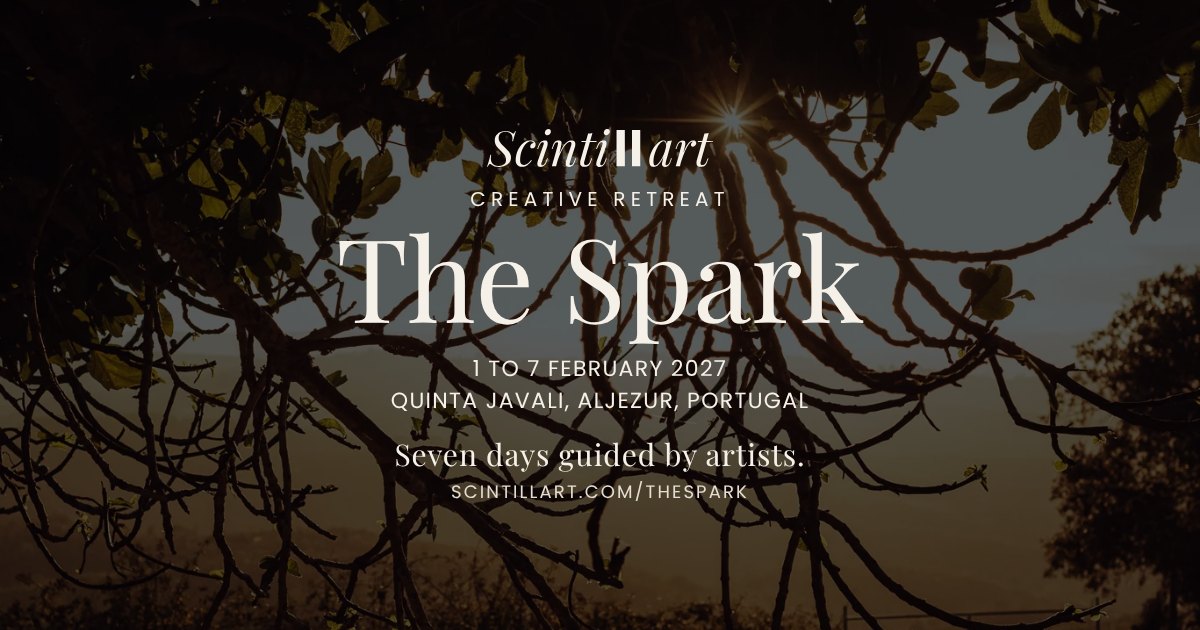 Scintillart
CREATIVE RETREAT
The Spark
1 TO 7 FEBRUARY 2027
QUINTA JAVALI, ALJEZUR, PORTUGAL
Seven days guided by artists.
SCINTILLART.COM/THESPARK